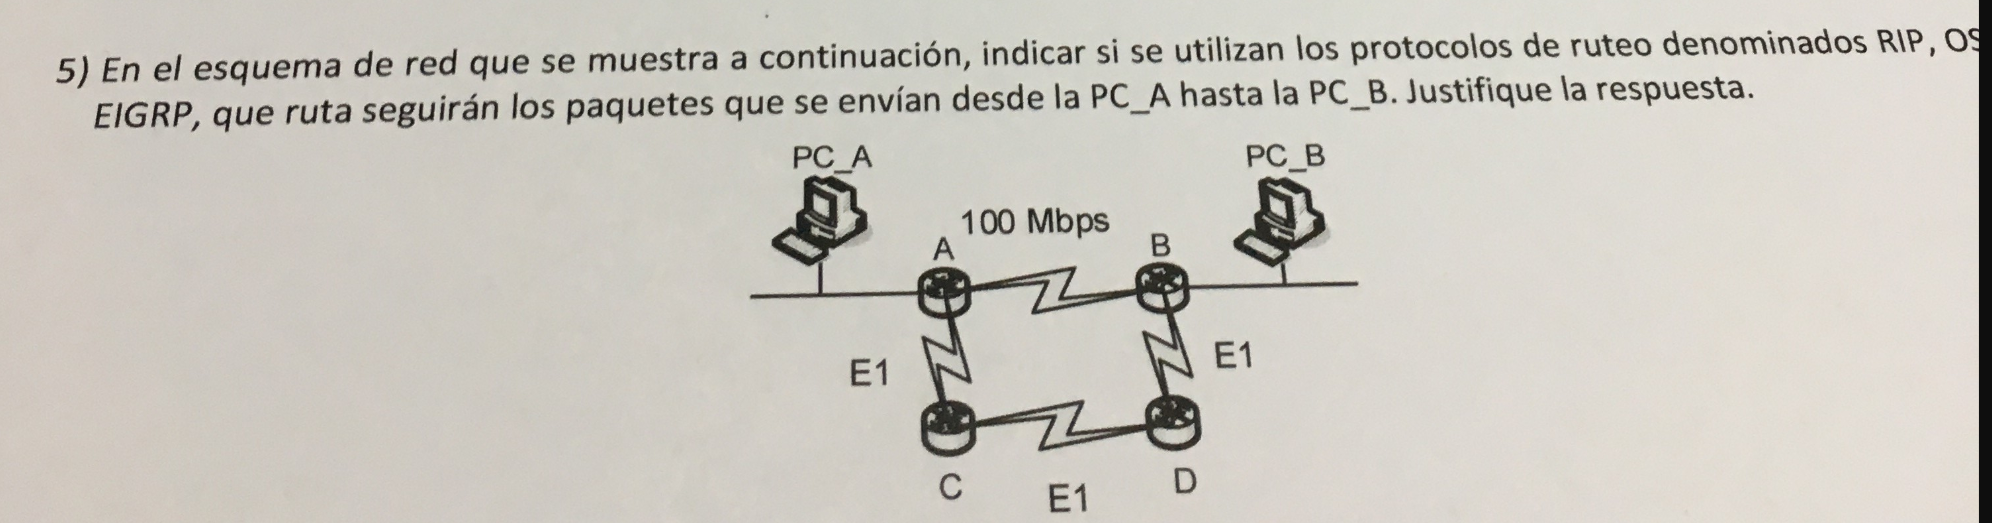 5) En el esquema de red que se muestra a continuación, indicar si se utilizan los protocolos de ruteo denominados RIP, OS
EIGRP, que ruta seguirán los paquetes que se envían desde la PC_A hasta la PC_B. Justifique la respuesta.
PC_A
PC_B
100 Mbps
A
B
E1
E1
C
D
E1